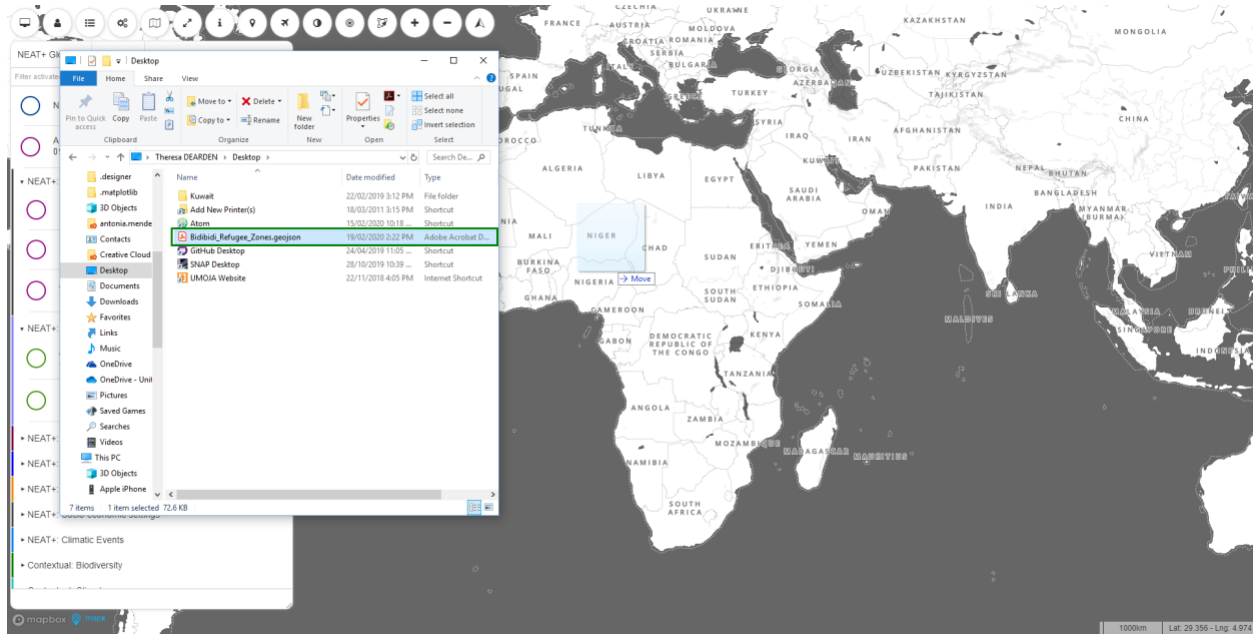 Desktop
File
Home
Share
View
Pin to Quick access
Copy
Paste
Clipboard
Move to
Copy to
Delete
Rename
Organize
New folder
New
Properties
Open
Select all
Select none
Invert selection
Select
Theresa DEARDEN
Desktop
Search De...
Name
Date modified
Type
Kuwait 22/02/2019 3:12 PM File folder
Add New Printer(s) 18/03/2011 3:15 PM Shortcut
Atom 15/02/2020 10:18 ... Shortcut
Bidibidi_Refugee_Zones.geojson 19/02/2020 2:22 PM Adobe Acrobat D...
GitHub Desktop 24/04/2019 11:05 ... Shortcut
SNAP Desktop 28/10/2019 10:39 ... Shortcut
UMOJA Website 22/11/2018 4:05 PM Internet Shortcut
.designer
.matplotlib
3D Objects
antonia.mende
Contacts
Creative Cloud
Desktop
Documents
Downloads
Favorites
Links
Music
OneDrive
OneDrive - Unit
Pictures
Saved Games
Searches
Videos
This PC
3D Objects
Apple iPhone
7 items 1 item selected 72.6 KB
NEAT+
Filter activate
NEAT+:
NEAT+:
NEAT+:
NEAT+:
NEAT+:
NEAT+:
NEAT+: Climatic Events
Contextual: Biodiversity
mapbox
mapx
CZECHIA
UKRAINE
FRANCE
AUSTRIA
MOLDOVA
KAZAKHSTAN
MONGOLIA
CROATIA
ROMANIA
SERBIA
ITALY
BULGARIA
GEORGIA
UZBEKISTAN
KYRGYZSTAN
SPAIN
AZERBAIJAN
TURKEY
TAJIKISTAN
GREECE
CHINA
TUNISIA
SYRIA
AFGHANISTAN
IRAQ
IRAN
KUWAIT
PAKISTAN
NEPAL
BHUTAN
ALGERIA
LIBYA
EGYPT
SAUDI
ARABIA
BANGLADESH
OMAN
INDIA
MYANMAR
(BURMA)
MALI
NIGER
CHAD
ERITREA
YEMEN
SUDAN
VIETNAM
BURKINA
FASO
DJIBOUTI
NIGERIA
Move
ETHIOPIA
SOUTH
SUDAN
GHANA
SRI LANKA
SOMALIA
CAMEROON
MALAYSIA
BRUNEI
MALDIVES
SINGAPORE
GABON
DEMOCRATIC
REPUBLIC OF
THE CONGO
KENYA
TANZANIA
ANGOLA
ZAMBIA
MOZAMBIQUE
MADAGASCAR
MAURITIUS
NAMIBIA
SOUTH
AFRICA
1000km
Lat: 29.356 - Lng: 4.974